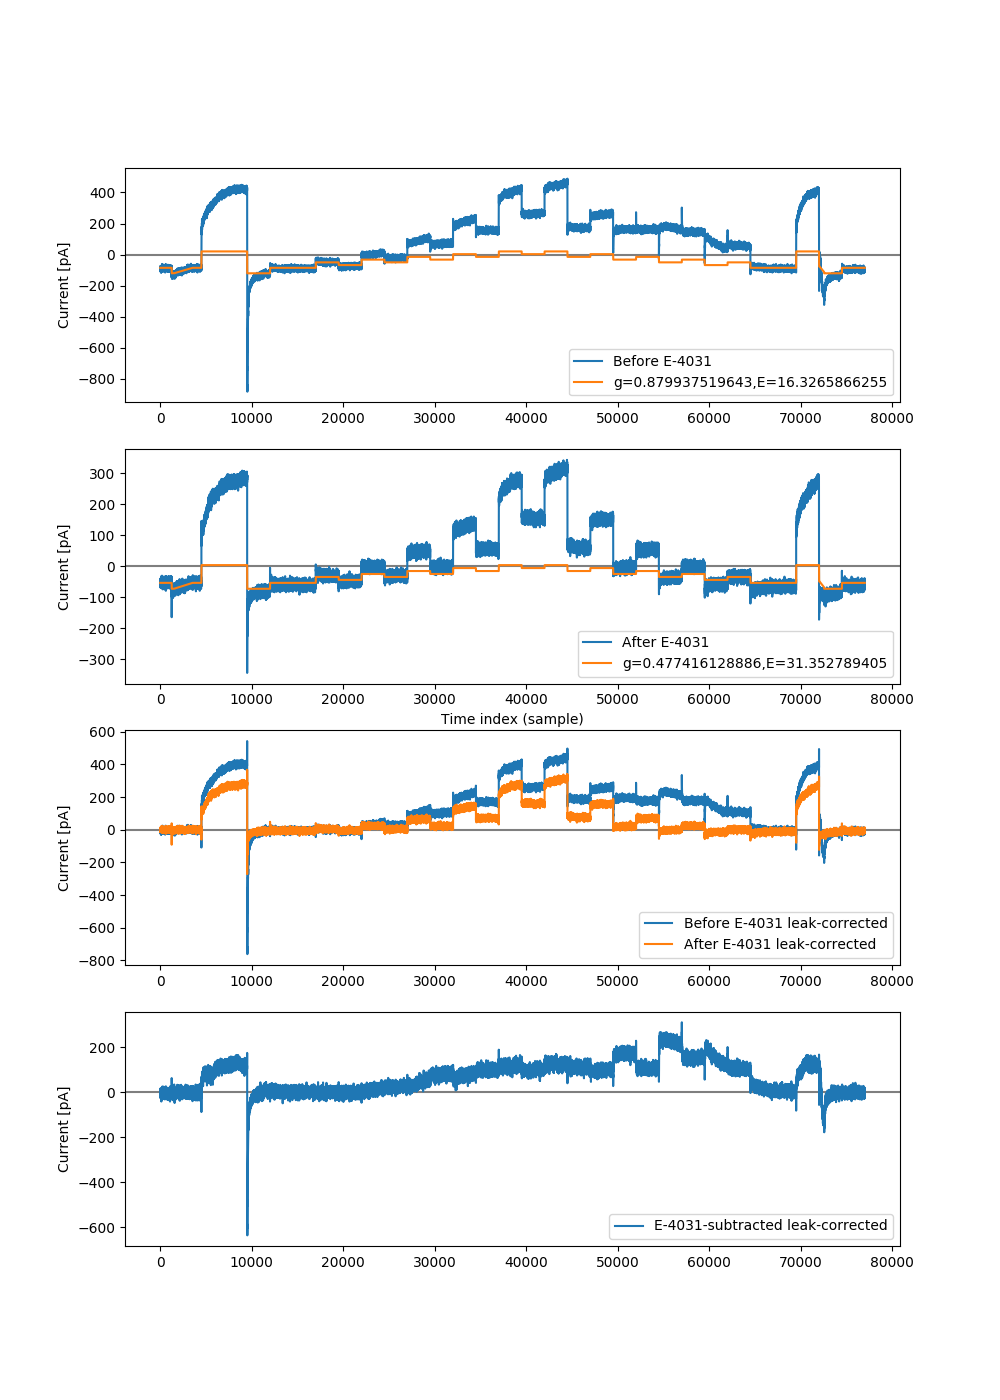 400
200
0
−200
−400
−600
−800
Current [pA]
Before E-4031
g=0.879937519643,E=16.3265866255
0 10000 20000 30000 40000 50000 60000 70000 80000
300
200
100
0
−100
−200
−300
Current [pA]
After E-4031
g=0.477416128886,E=31.352789405
0 10000 20000 30000 40000 50000 60000 70000 80000
Time index (sample)
600
400
200
0
−200
−400
−600
−800
Current [pA]
Before E-4031 leak-corrected
After E-4031 leak-corrected
0 10000 20000 30000 40000 50000 60000 70000 80000
200
0
−200
−400
−600
Current [pA]
E-4031-subtracted leak-corrected
0 10000 20000 30000 40000 50000 60000 70000 80000